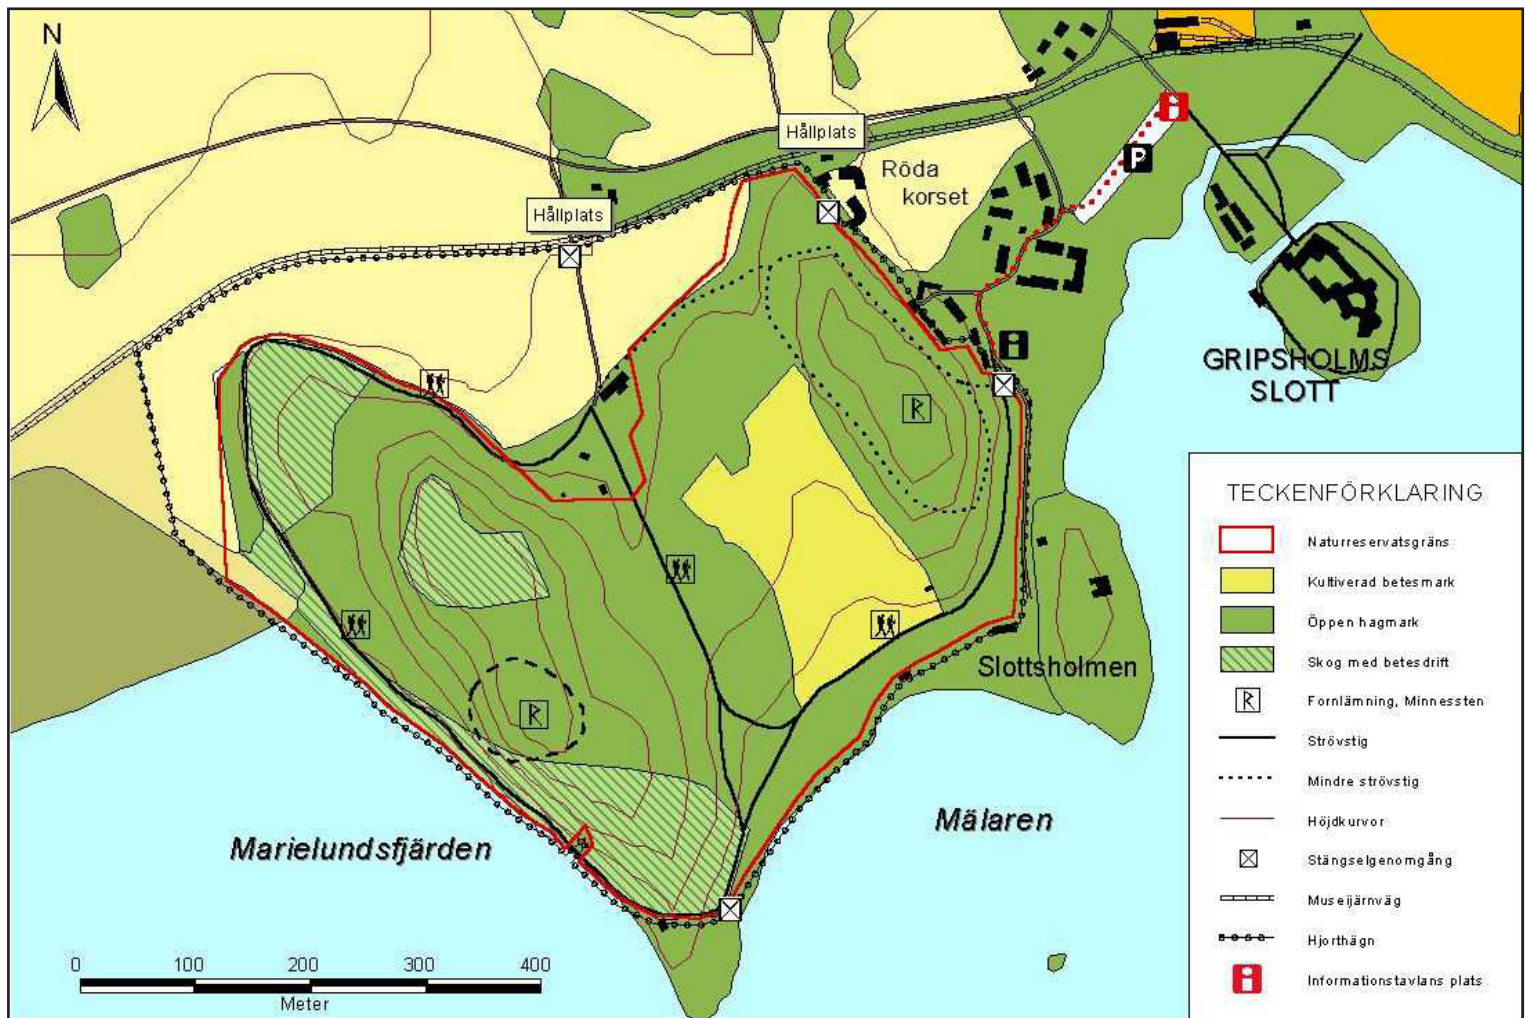 N
Hållplats
Hållplats
Röda
korset
P
i
i
R
R
GRIPSHOLMS
SLOTT
Slottsholmen
Mälaren
Marielundsfjärden
0 100 200 300 400
Meter
TECKENFÖRKLARING
Naturreservatsgräns
Kultiverad betesmark
Öppen hagmark
Skog med betesdrift
R Fornlämning, Minnessten
Strövstig
Mindre strövstig
Höjdkurvor
Stängselgenomgång
Museijärnväg
Hjorthägn
i Informationstavlans plats